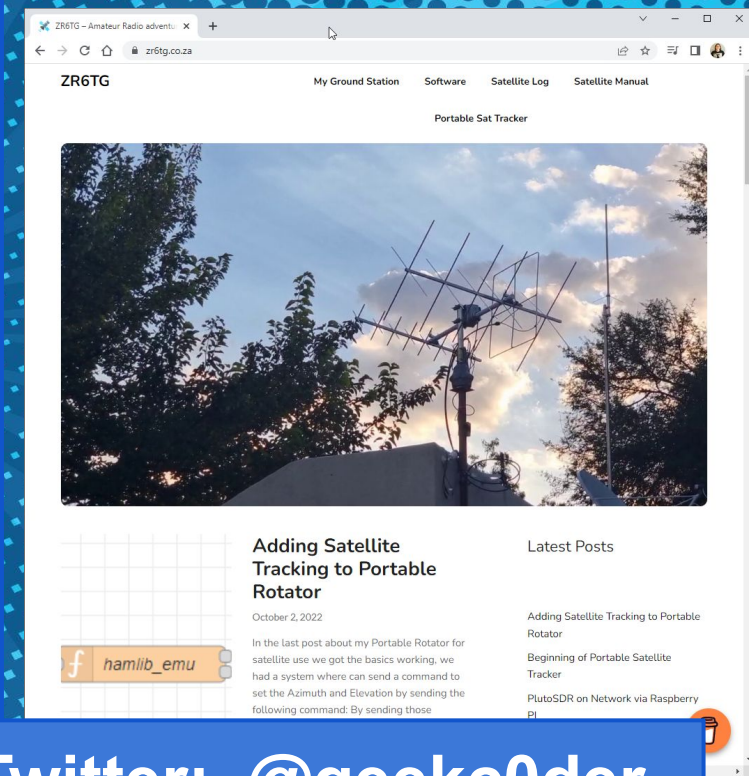 ZR6TG – Amateur Radio adventu
zr6tg.co.za
ZR6TG
My Ground Station
Software
Satellite Log
Satellite Manual
Portable Sat Tracker
Adding Satellite
Tracking to Portable
Rotator
October 2, 2022
In the last post about my Portable Rotator for
satellite use we got the basics working, we
had a system where can send a command to
set the Azimuth and Elevation by sending the
following command: By sending those
f hamlib_emu
Latest Posts
Adding Satellite Tracking to Portable
Rotator
Beginning of Portable Satellite
Tracker
PlutoSDR on Network via Raspberry
PI